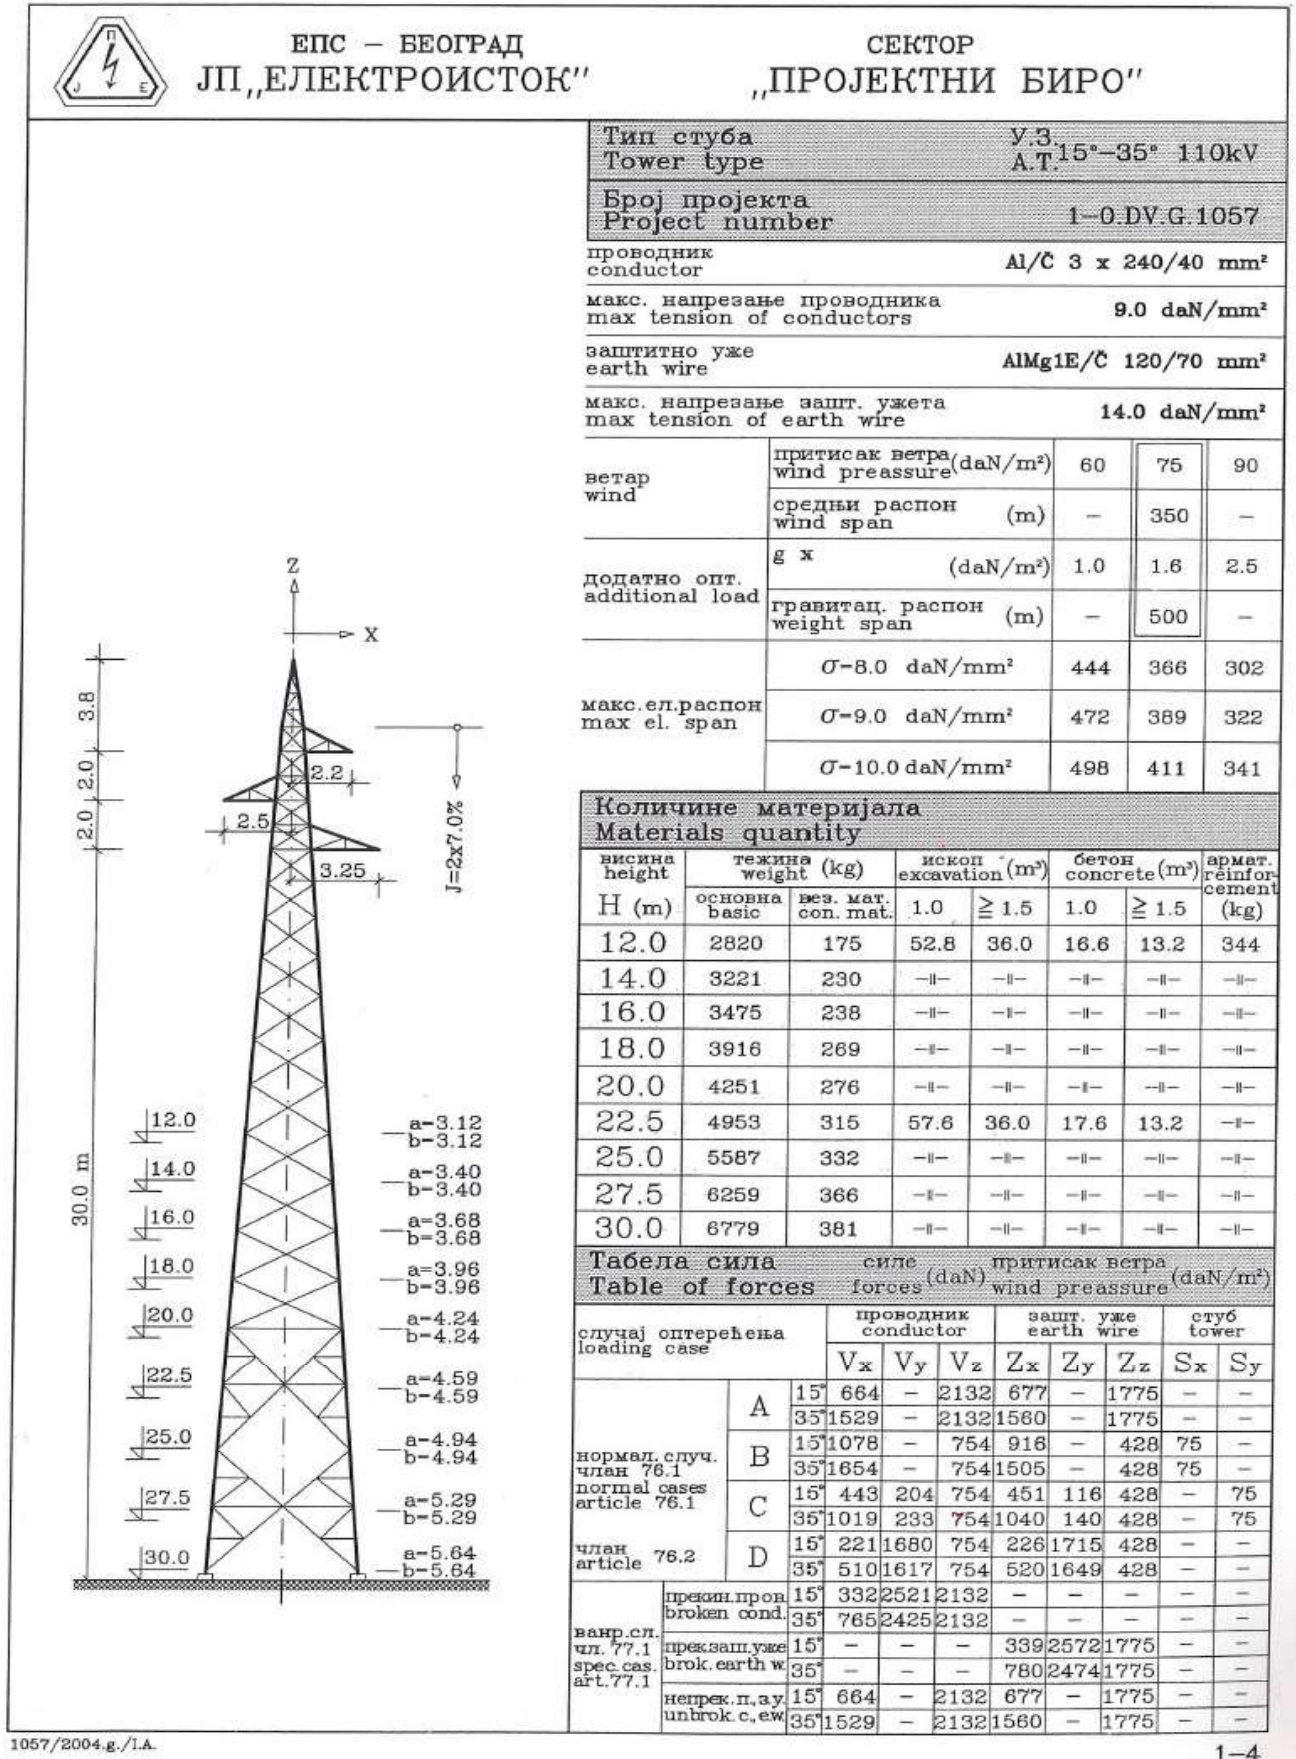 П
Ј Е
ЕПС – БЕОГРАД
ЈП„ЕЛЕКТРОИСТОК”
СЕКТОР
„ПРОЈЕКТНИ БИРО”
Тип стуба У.З. 15°–35° 110kV
Tower type А.Т.
Број пројекта
Project number 1–0.DV.G.1057
проводник
conductor Al/Č 3 x 240/40 mm²
макс. напрезање проводника
max tension of conductors 9.0 daN/mm²
заштитно уже
earth wire AlMg1E/Č 120/70 mm²
макс. напрезање зашт. ужета
max tension of earth wire 14.0 daN/mm²
ветар
wind
притисак ветра (daN/m²) 60 75 90
wind preassure
средњи распон (m) – 350 –
wind span
додатно опт.
additional load
g x (daN/m²) 1.0 1.6 2.5
гравитац. распон (m) – 500 –
weight span
макс.ел.распон
max el. span
σ=8.0 daN/mm² 444 366 302
σ=9.0 daN/mm² 472 389 322
σ=10.0 daN/mm² 498 411 341
Z
X
3.8
2.0
2.0
30.0 m
2.2
2.5
3.25
J=2x7.0%
12.0 a=3.12
b=3.12
14.0 a=3.40
b=3.40
16.0 a=3.68
b=3.68
18.0 a=3.96
b=3.96
20.0 a=4.24
b=4.24
22.5 a=4.59
b=4.59
25.0 a=4.94
b=4.94
27.5 a=5.29
b=5.29
30.0 a=5.64
b=5.64
Количине материјала
Materials quantity
висина тежина (kg) ископ (m³) бетон (m³) армат.
height weight excavation concrete reinforcement
H (m) основна вез. мат. 1.0 ≧ 1.5 1.0 ≧ 1.5 (kg)
basic con. mat.
12.0 2820 175 52.8 36.0 16.6 13.2 344
14.0 3221 230 –||– –||– –||– –||– –||–
16.0 3475 238 –||– –||– –||– –||– –||–
18.0 3916 269 –||– –||– –||– –||– –||–
20.0 4251 276 –||– –||– –||– –||– –||–
22.5 4953 315 57.6 36.0 17.6 13.2 –||–
25.0 5587 332 –||– –||– –||– –||– –||–
27.5 6259 366 –||– –||– –||– –||– –||–
30.0 6779 381 –||– –||– –||– –||– –||–
Табела сила силе (daN) притисак ветра (daN/m²)
Table of forces forces wind preassure
случај оптерећења проводник зашт. уже стуб
loading case conductor earth wire tower
Vx Vy Vz Zx Zy Zz Sx Sy
нормал. случ.
члан 76.1
normal cases
article 76.1
члан
article 76.2
A 15° 664 – 2132 677 – 1775 – –
35° 1529 – 2132 1560 – 1775 – –
B 15° 1078 – 754 916 – 428 75 –
35° 1654 – 754 1505 – 428 75 –
C 15° 443 204 754 451 116 428 – 75
35° 1019 233 754 1040 140 428 – 75
D 15° 221 1680 754 226 1715 428 – –
35° 510 1617 754 520 1649 428 – –
ванр.сл.
чл. 77.1
spec.cas.
art.77.1
прекин.пров. 15° 332 2521 2132 – – – – –
broken cond. 35° 765 2425 2132 – – – – –
прек.заш.уже 15° – – – 339 2572 1775 – –
brok. earth w. 35° – – – 780 2474 1775 – –
непрек.п.,з.у. 15° 664 – 2132 677 – 1775 – –
unbrok. c.,e.w. 35° 1529 – 2132 1560 – 1775 – –
1057/2004.g./I.A.
1–4